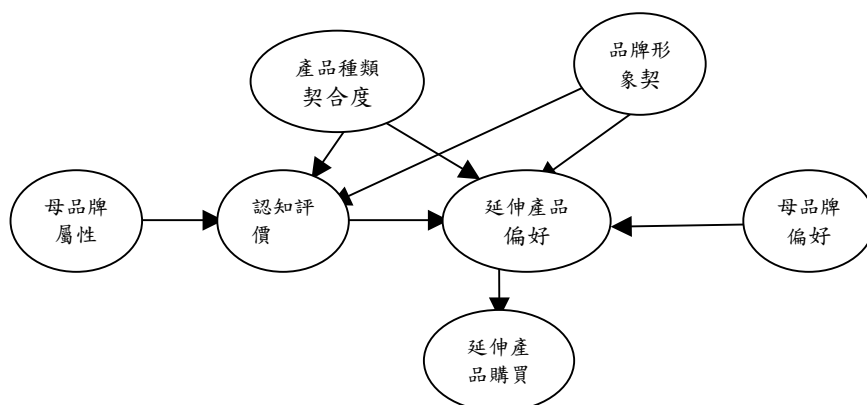 產品種類
契合度
品牌形
象契
母品牌
屬性
認知評
價
延伸產品
偏好
母品牌
偏好
延伸產
品購買